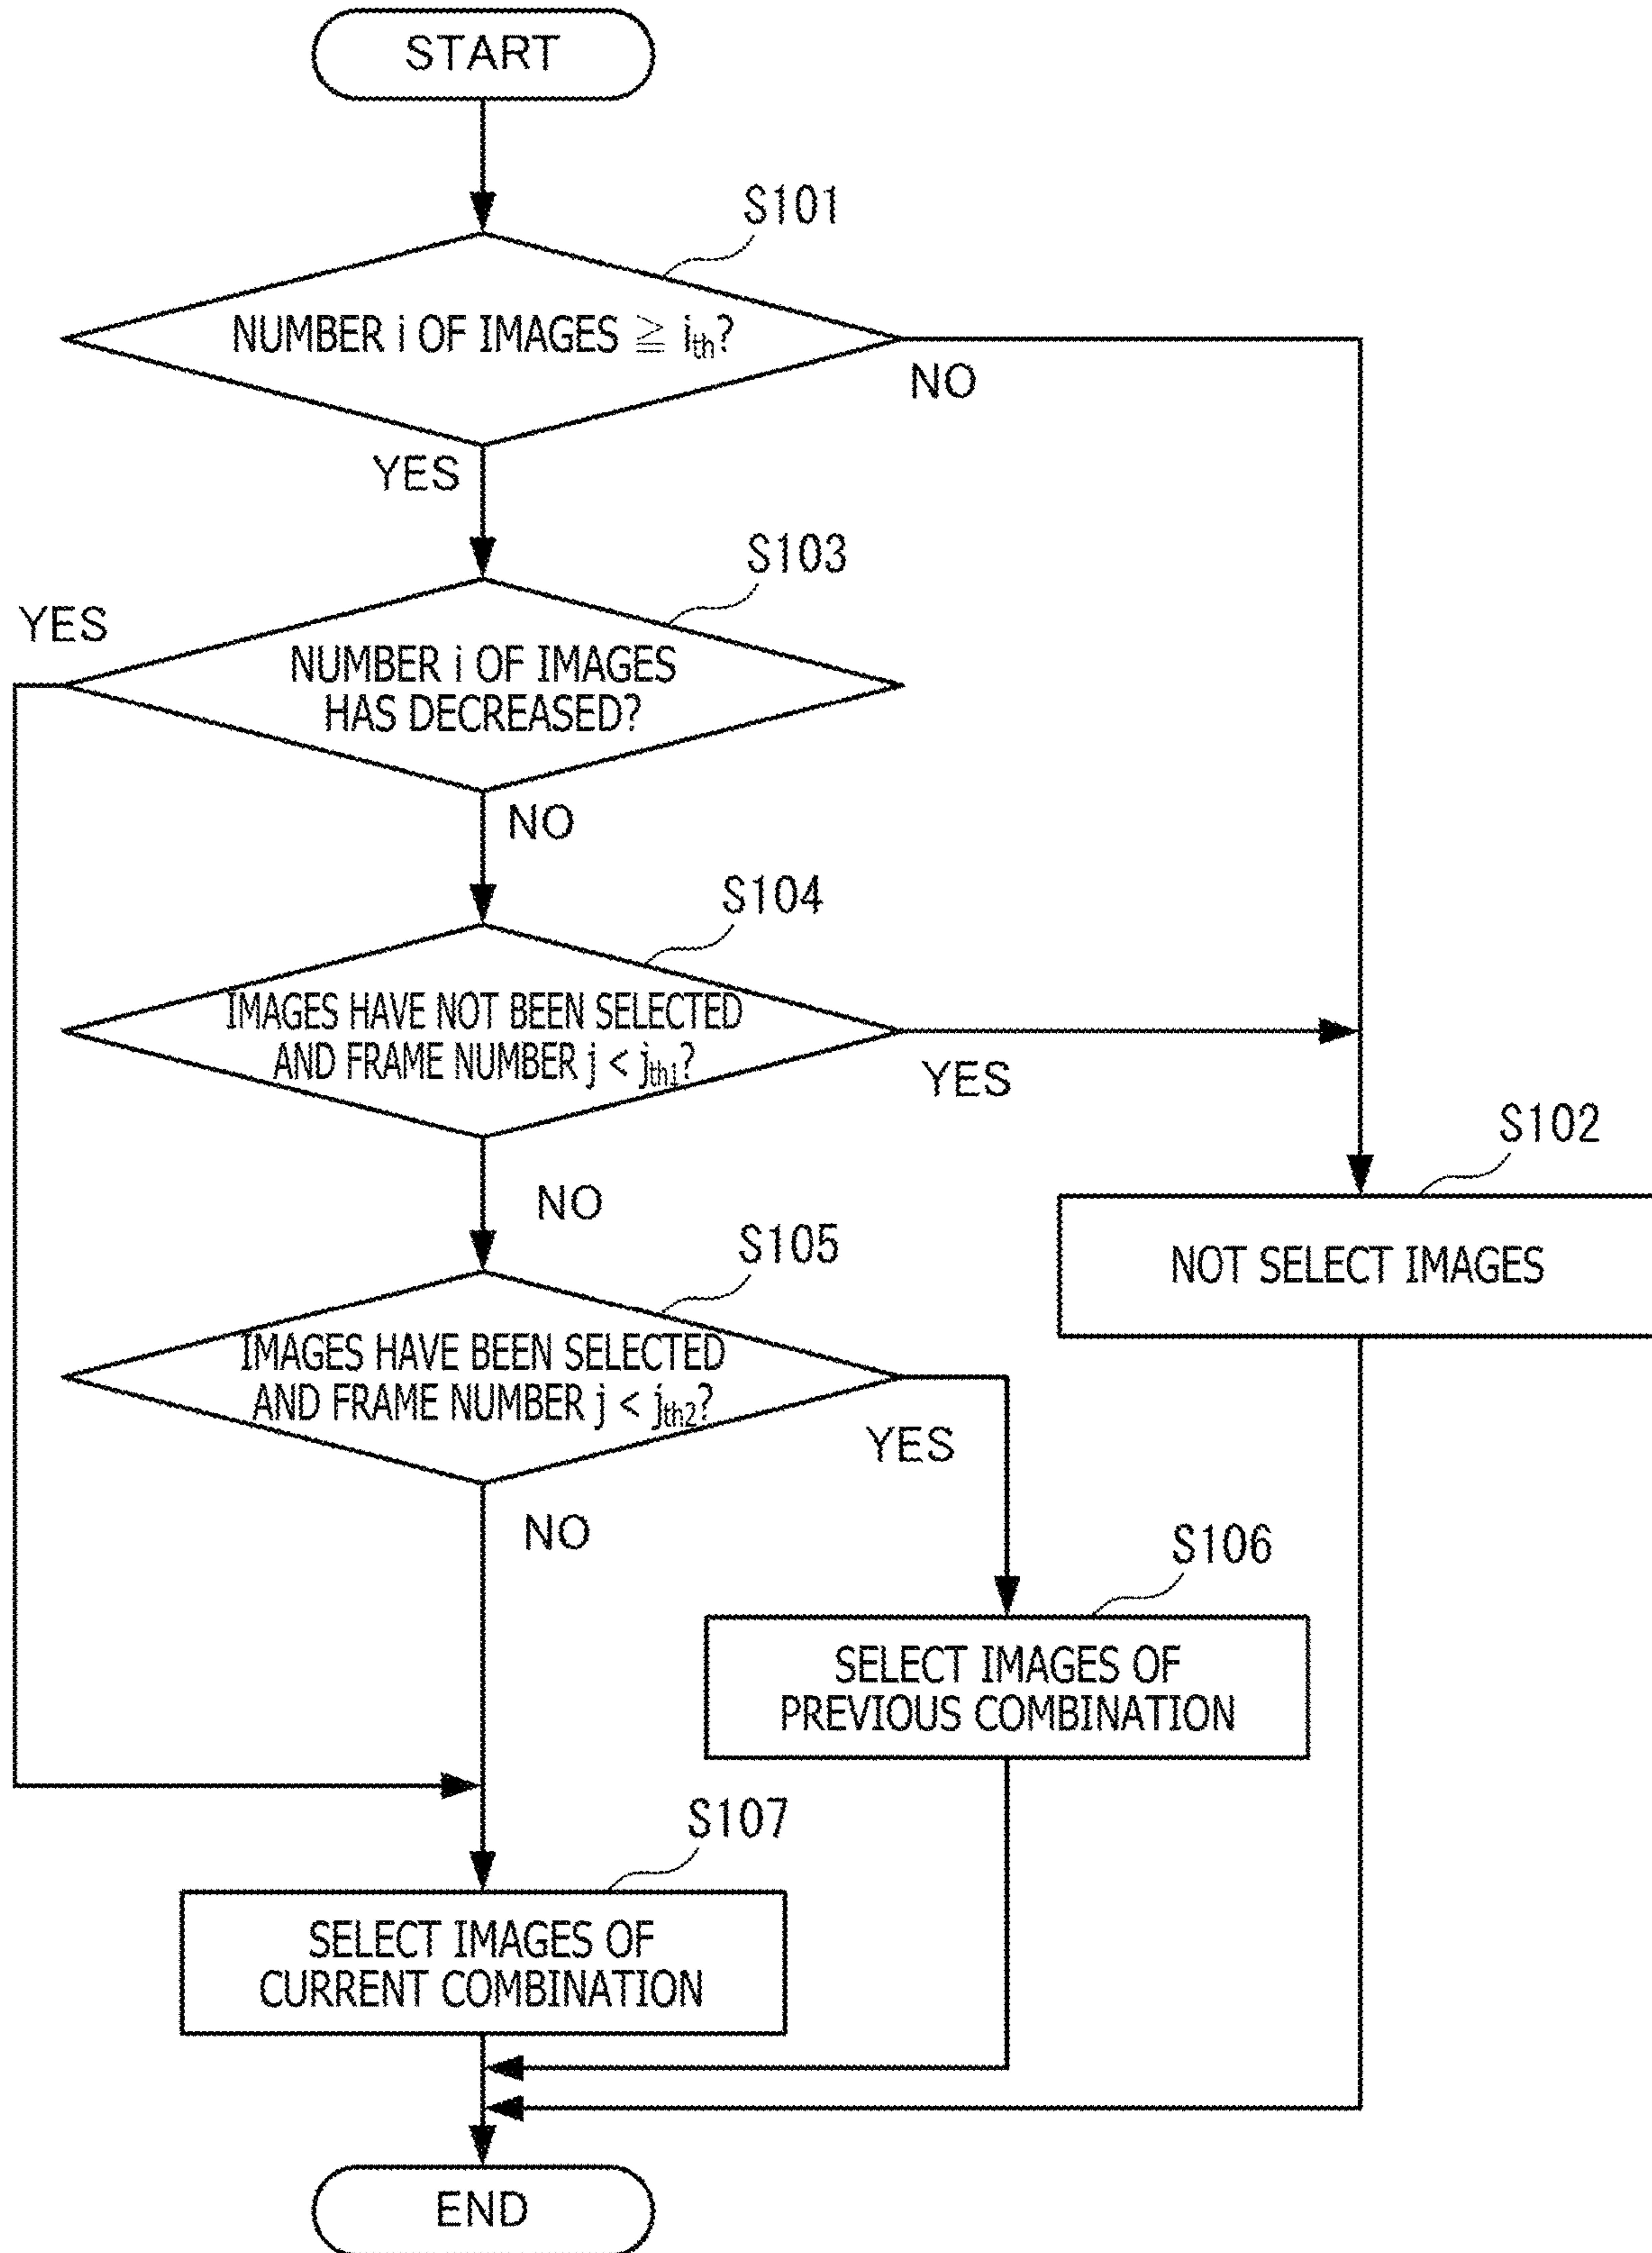 START
S101
NUMBER i OF IMAGES ≧ ith?
NO
YES
S103
YES
NUMBER i OF IMAGES
HAS DECREASED?
NO
S104
IMAGES HAVE NOT BEEN SELECTED
AND FRAME NUMBER j < jth1?
YES
S102
NO
NOT SELECT IMAGES
S105
IMAGES HAVE BEEN SELECTED
AND FRAME NUMBER j < jth2?
YES
NO
S106
SELECT IMAGES OF
PREVIOUS COMBINATION
S107
SELECT IMAGES OF
CURRENT COMBINATION
END